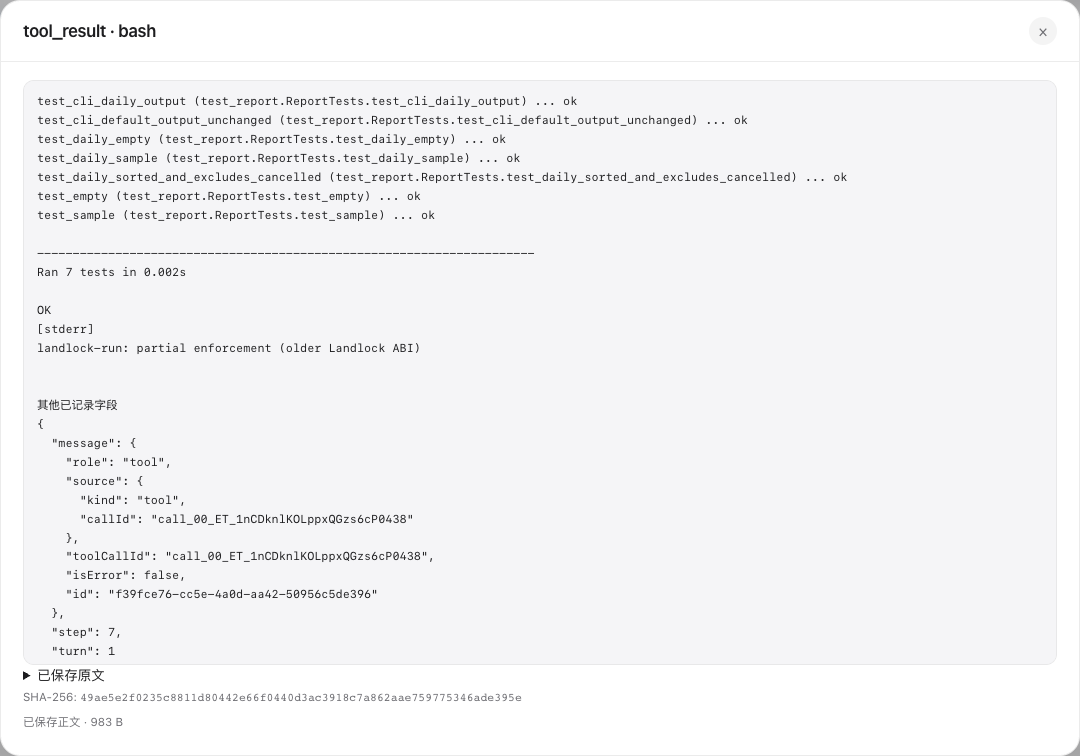 tool_result · bash
×
test_cli_daily_output (test_report.ReportTests.test_cli_daily_output) ... ok
test_cli_default_output_unchanged (test_report.ReportTests.test_cli_default_output_unchanged) ... ok
test_daily_empty (test_report.ReportTests.test_daily_empty) ... ok
test_daily_sample (test_report.ReportTests.test_daily_sample) ... ok
test_daily_sorted_and_excludes_cancelled (test_report.ReportTests.test_daily_sorted_and_excludes_cancelled) ... ok
test_empty (test_report.ReportTests.test_empty) ... ok
test_sample (test_report.ReportTests.test_sample) ... ok
----------------------------------------------------------------------
Ran 7 tests in 0.002s
OK
[stderr]
landlock-run: partial enforcement (older Landlock ABI)
其他已记录字段
{
  "message": {
    "role": "tool",
    "source": {
      "kind": "tool",
      "callId": "call_00_ET_1nCDknlKOLppxQGzs6cP0438"
    },
    "toolCallId": "call_00_ET_1nCDknlKOLppxQGzs6cP0438",
    "isError": false,
    "id": "f39fce76-cc5e-4a0d-aa42-50956c5de396"
  },
  "step": 7,
  "turn": 1
▶ 已保存原文
SHA-256: 49ae5e2f0235c8811d80442e66f0440d3ac3918c7a862aae759775346ade395e
已保存正文 · 983 B